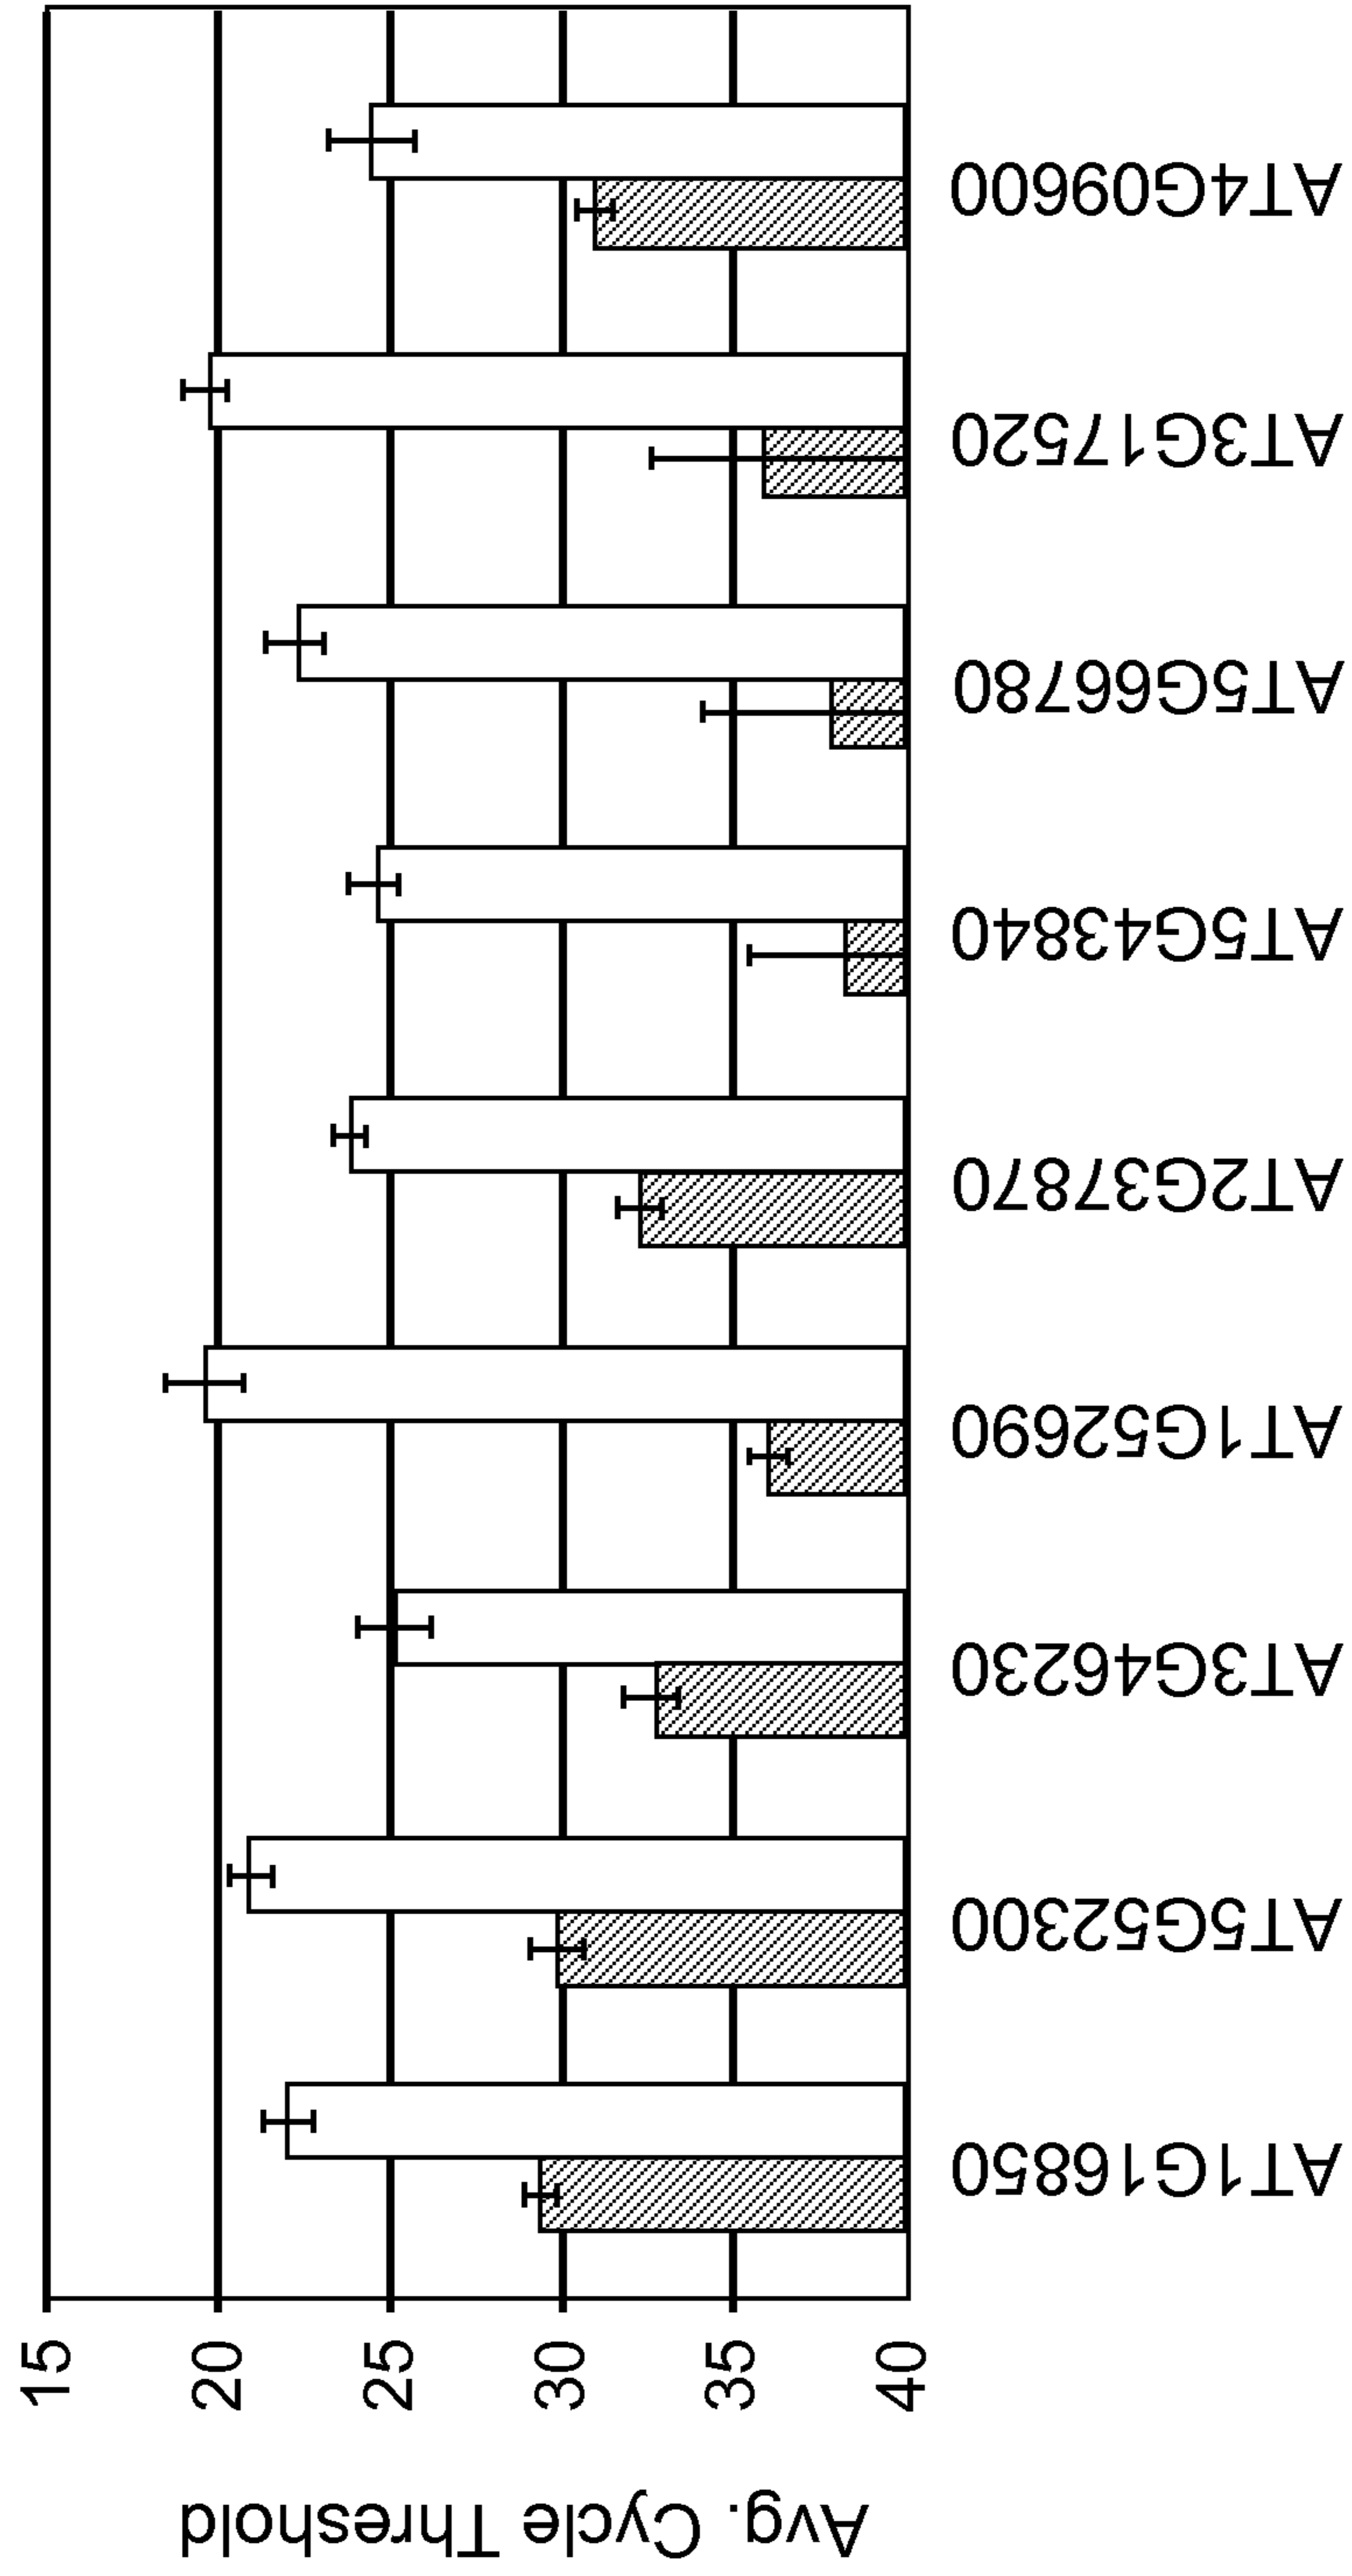 Avg. Cycle Threshold
15
20
25
30
35
40
AT1G16850
AT5G52300
AT3G46230
AT1G52690
AT2G37870
AT5G43840
AT5G66780
AT3G17520
AT4G09600